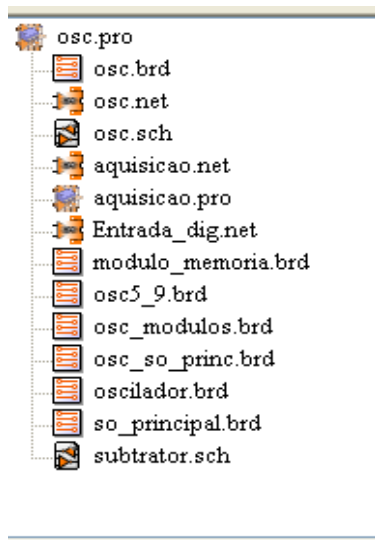 osc.pro
osc.brd
osc.net
osc.sch
aquisicao.net
aquisicao.pro
Entrada_dig.net
modulo_memoria.brd
osc5_9.brd
osc_modulos.brd
osc_so_princ.brd
oscilador.brd
so_principal.brd
subtrator.sch